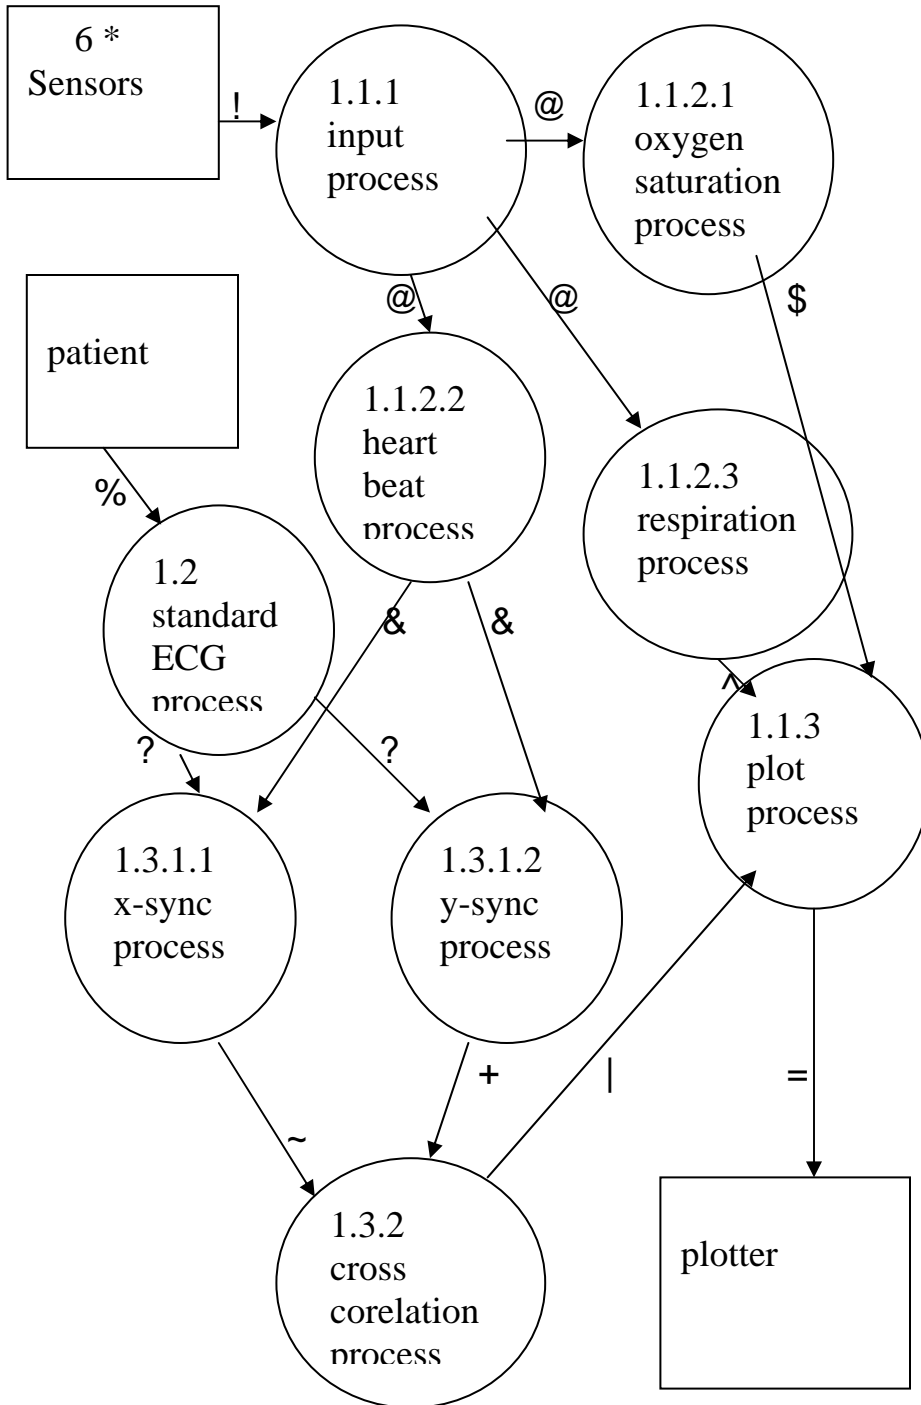 6 *
Sensors
!
1.1.1
input
process
@
1.1.2.1
oxygen
saturation
process
@
@
$
patient
%
1.1.2.2
heart
beat
process
1.1.2.3
respiration
process
1.2
standard
ECG
process
&
&
^
?
?
1.1.3
plot
process
1.3.1.1
x-sync
process
1.3.1.2
y-sync
process
~
+
|
=
1.3.2
cross
corelation
process
plotter